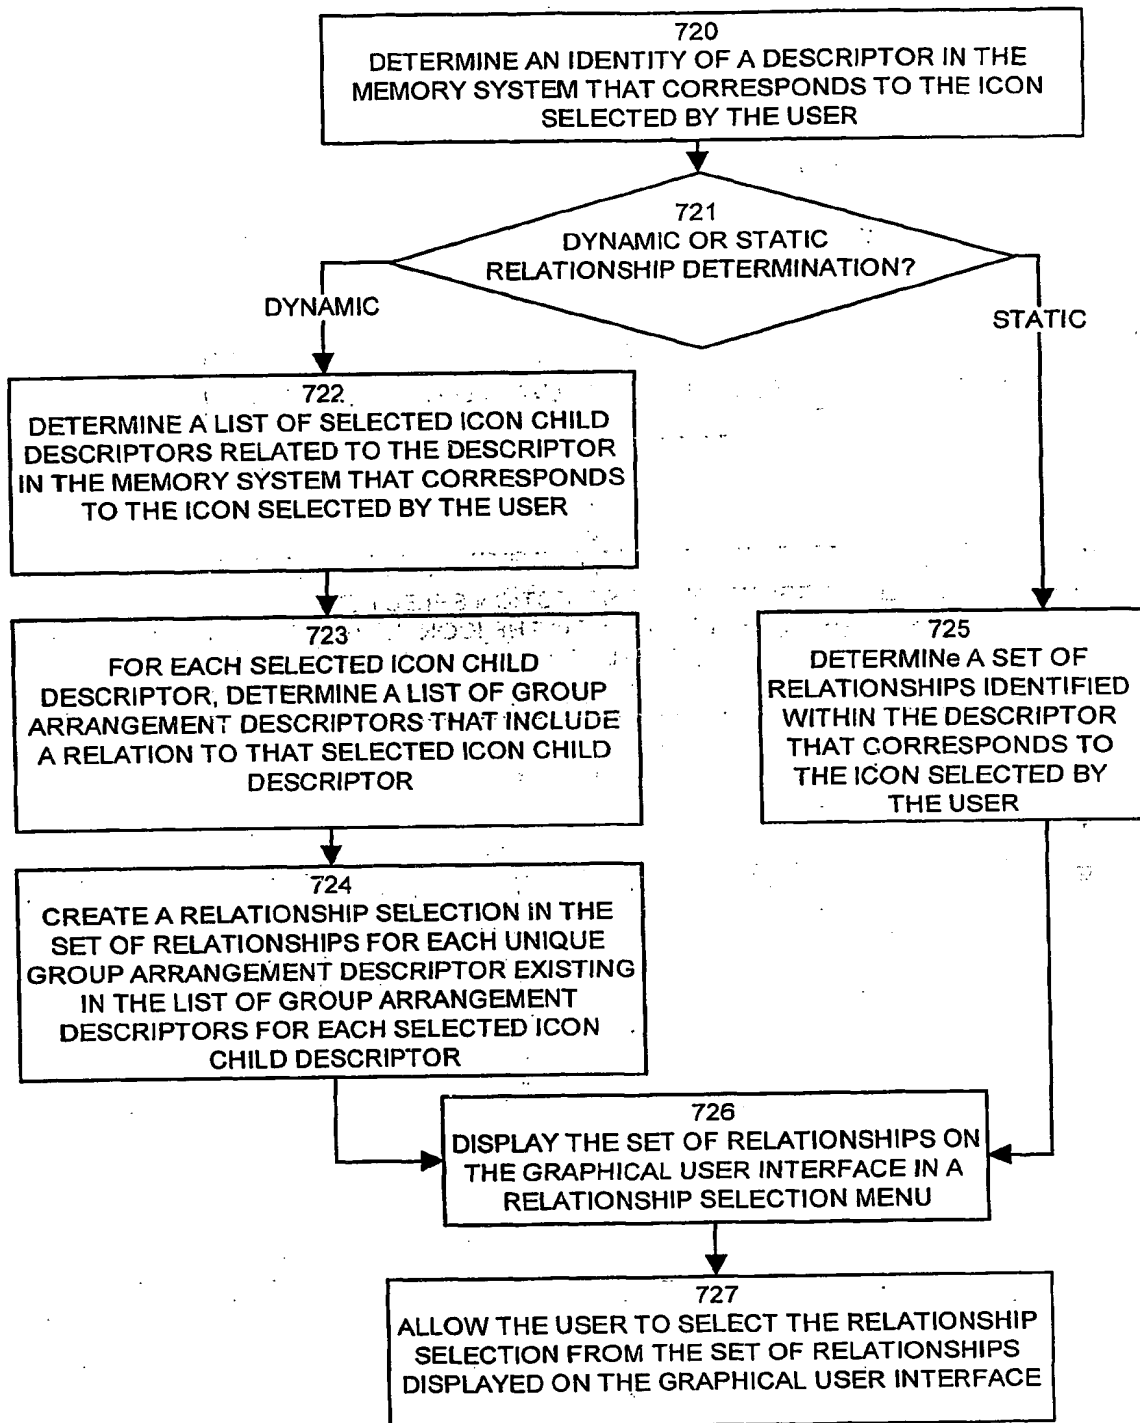 720
DETERMINE AN IDENTITY OF A DESCRIPTOR IN THE
MEMORY SYSTEM THAT CORRESPONDS TO THE ICON
SELECTED BY THE USER
721
DYNAMIC OR STATIC
RELATIONSHIP DETERMINATION?
DYNAMIC
STATIC
722
DETERMINE A LIST OF SELECTED ICON CHILD
DESCRIPTORS RELATED TO THE DESCRIPTOR
IN THE MEMORY SYSTEM THAT CORRESPONDS
TO THE ICON SELECTED BY THE USER
723
FOR EACH SELECTED ICON CHILD
DESCRIPTOR, DETERMINE A LIST OF GROUP
ARRANGEMENT DESCRIPTORS THAT INCLUDE
A RELATION TO THAT SELECTED ICON CHILD
DESCRIPTOR
725
DETERMINe A SET OF
RELATIONSHIPS IDENTIFIED
WITHIN THE DESCRIPTOR
THAT CORRESPONDS TO
THE ICON SELECTED BY
THE USER
724
CREATE A RELATIONSHIP SELECTION IN THE
SET OF RELATIONSHIPS FOR EACH UNIQUE
GROUP ARRANGEMENT DESCRIPTOR EXISTING
IN THE LIST OF GROUP ARRANGEMENT
DESCRIPTORS FOR EACH SELECTED ICON
CHILD DESCRIPTOR
726
DISPLAY THE SET OF RELATIONSHIPS ON
THE GRAPHICAL USER INTERFACE IN A
RELATIONSHIP SELECTION MENU
727
ALLOW THE USER TO SELECT THE RELATIONSHIP
SELECTION FROM THE SET OF RELATIONSHIPS
DISPLAYED ON THE GRAPHICAL USER INTERFACE